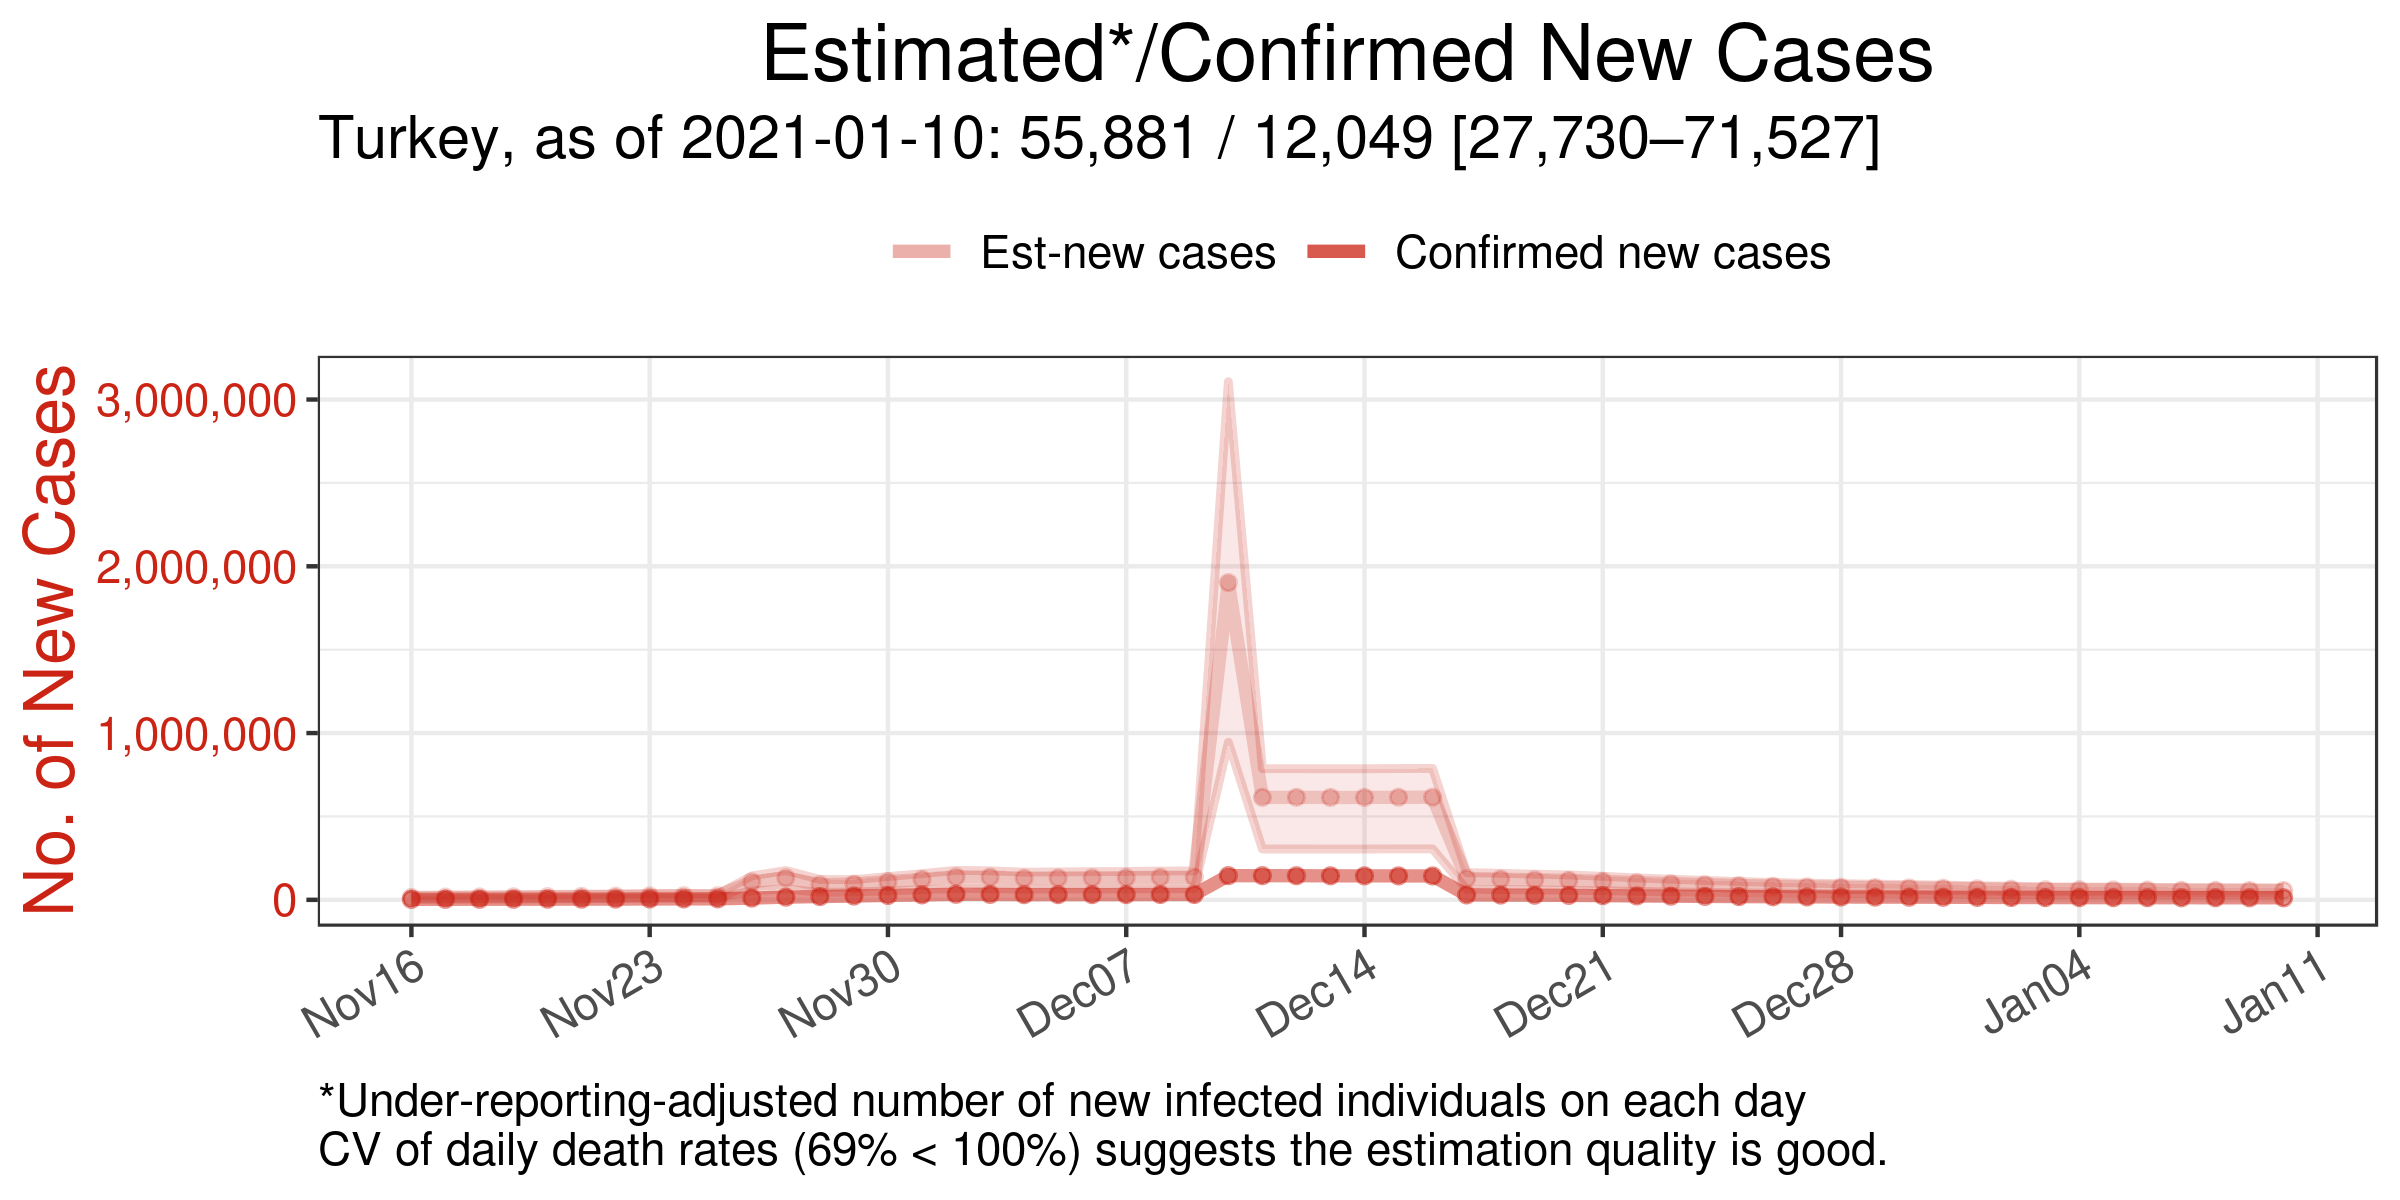 Estimated*/Confirmed New Cases
Turkey, as of 2021-01-10: 55,881 / 12,049 [27,730–71,527]
Est-new cases
Confirmed new cases
No. of New Cases
3,000,000
2,000,000
1,000,000
0
Nov16
Nov23
Nov30
Dec07
Dec14
Dec21
Dec28
Jan04
Jan11
*Under-reporting-adjusted number of new infected individuals on each day
CV of daily death rates (69% < 100%) suggests the estimation quality is good.